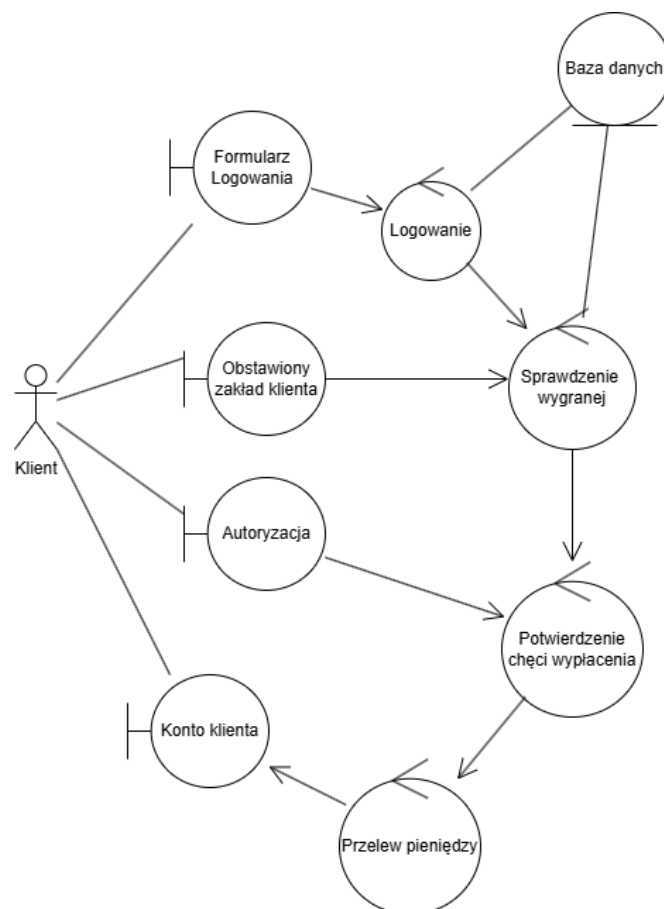 Baza danych
Formularz
Logowania
Logowanie
Obstawiony
zakład klienta
Sprawdzenie
wygranej
Klient
Autoryzacja
Potwierdzenie
chęci wypłacenia
Konto klienta
Przelew pieniędzy